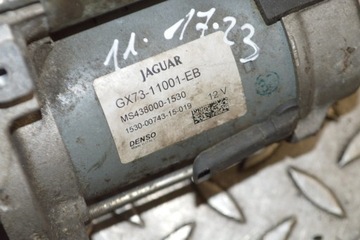 11. 17.23
JAGUAR
GX73-11001-EB
MS438000-1530 12 V
1530-00743-15-019
DENSO